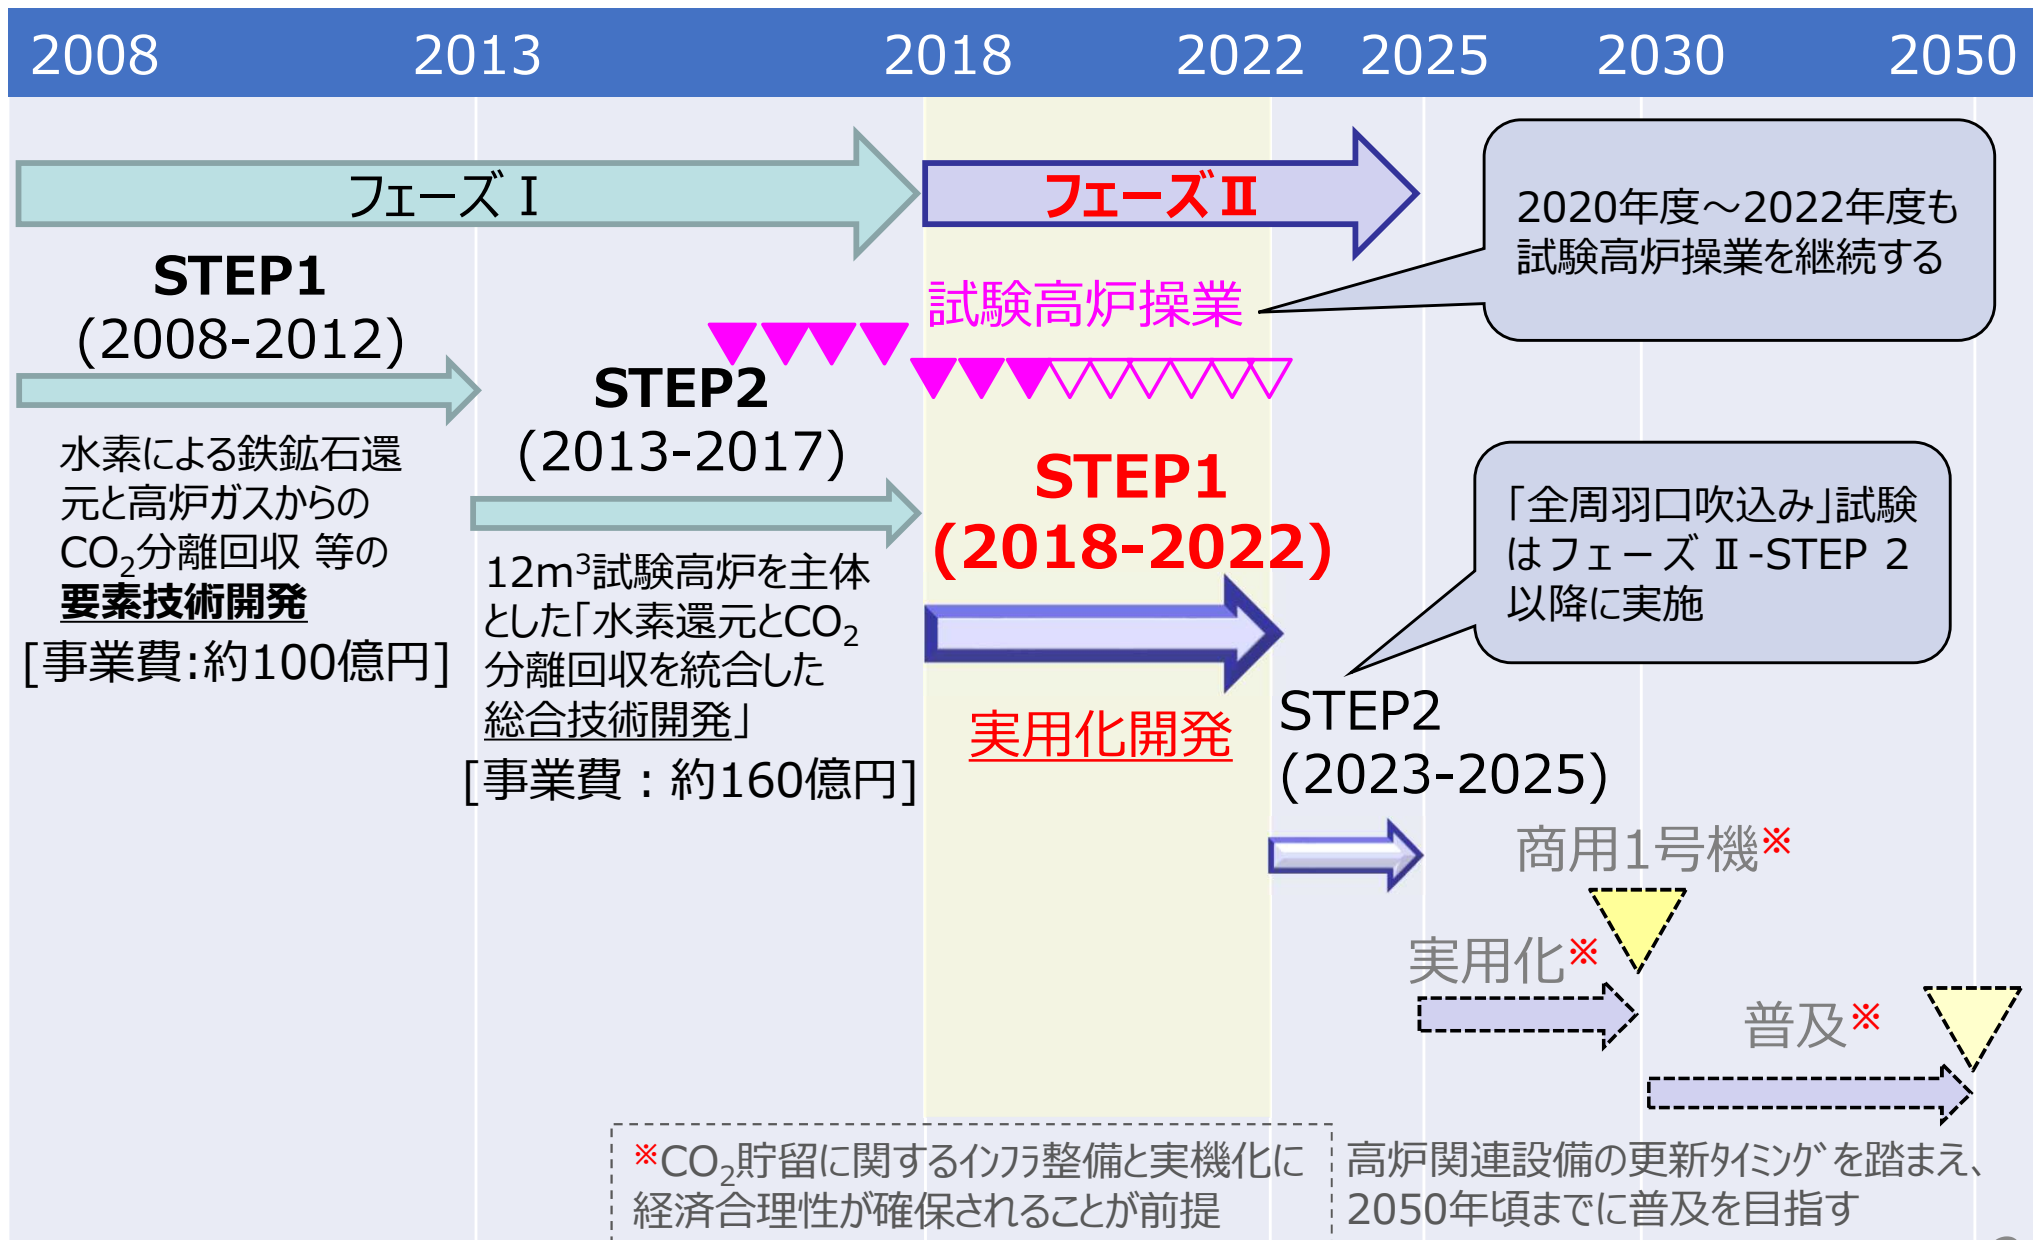 2008 2013 2018 2022 2025 2030 2050
フェーズⅠ
フェーズⅡ
2020年度～2022年度も
試験高炉操業を継続する
STEP1
(2008-2012)
試験高炉操業
STEP2
(2013-2017)
水素による鉄鉱石還
元と高炉ガスからの
CO₂分離回収 等の
要素技術開発
[事業費:約100億円]
12m³試験高炉を主体
とした「水素還元とCO₂
分離回収を統合した
総合技術開発」
[事業費：約160億円]
STEP1
(2018-2022)
実用化開発
「全周羽口吹込み」試験
はフェーズⅡ-STEP 2
以降に実施
STEP2
(2023-2025)
商用1号機※
実用化※
普及※
※CO₂貯留に関するｲﾝﾌﾗ整備と実機化に
経済合理性が確保されることが前提
高炉関連設備の更新ﾀｲﾐﾝｸﾞを踏まえ、
2050年頃までに普及を目指す